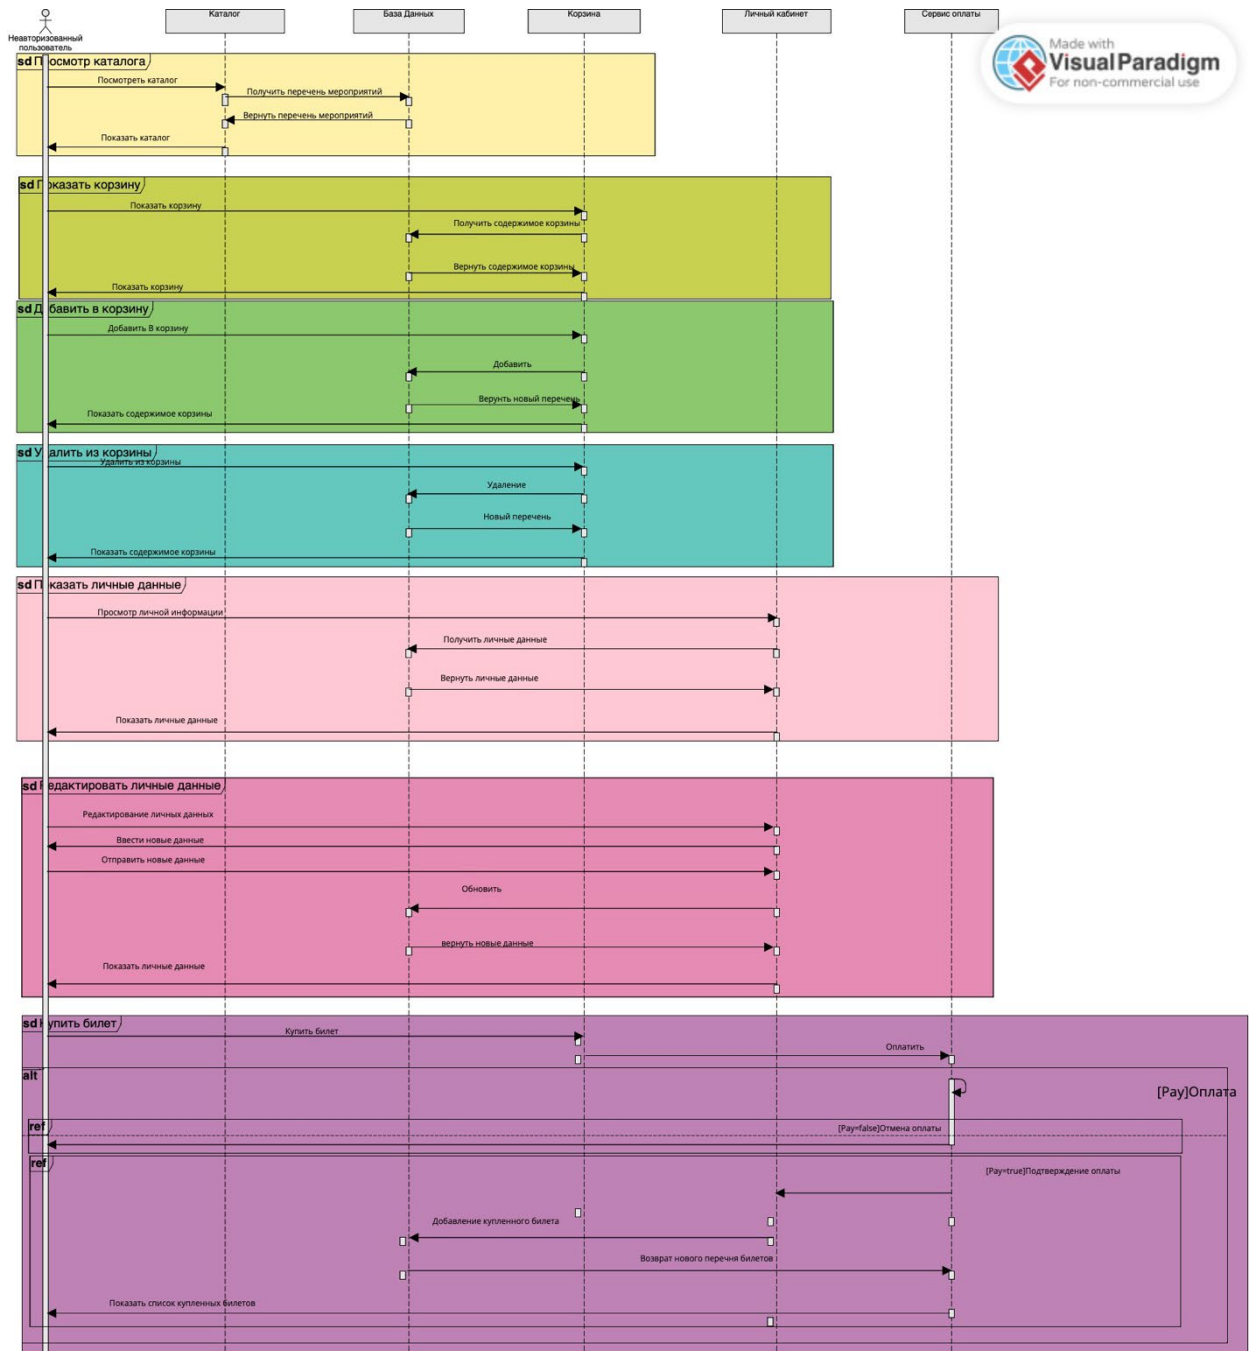 Каталог
База Данных
Корзина
Личный кабинет
Сервис оплаты
Неавторизованный
пользователь
Made with
Visual Paradigm
For non-commercial use
sd Просмотр каталога
Посмотреть каталог
Получить перечень мероприятий
Вернуть перечень мероприятий
Показать каталог
sd Показать корзину
Показать корзину
Получить содержимое корзины
Вернуть содержимое корзины
Показать корзину
sd Добавить в корзину
Добавить В корзину
Добавить
Верунть новый перечень
Показать содержимое корзины
sd Удалить из корзины
Удалить из корзины
Удаление
Новый перечень
Показать содержимое корзины
sd Показать личные данные
Просмотр личной информации
Получить личные данные
Вернуть личные данные
Показать личные данные
sd Редактировать личные данные
Редактирование личных данных
Ввести новые данные
Отправить новые данные
Обновить
вернуть новые данные
Показать личные данные
sd Купить билет
Купить билет
Оплатить
alt
[Pay]Оплата
ref
[Pay=false]Отмена оплаты
ref
[Pay=true]Подтверждение оплаты
Добавление купленного билета
Возврат нового перечня билетов
Показать список купленных билетов